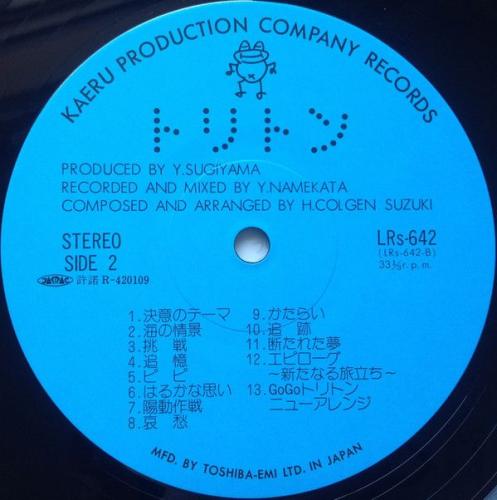 KAERU PRODUCTION COMPANY RECORDS
トリトン
PRODUCED BY Y.SUGIYAMA
RECORDED AND MIXED BY Y.NAMEKATA
COMPOSED AND ARRANGED BY H.COLGEN SUZUKI
STEREO
SIDE 2
JASRAC 許諾 R-420109
LRs-642
(LRs-642-B)
33⅓r.p.m.
1.決意のテーマ
2.海の情景
3.挑戦
4.追憶
5.ピピ
6.はるかな思い
7.陽動作戦
8.哀愁
9.かたらい
10.追跡
11.断たれた夢
12.エピローグ
～新たなる旅立ち～
13.GoGoトリトン
ニューアレンジ
MFD. BY TOSHIBA-EMI LTD. IN JAPAN